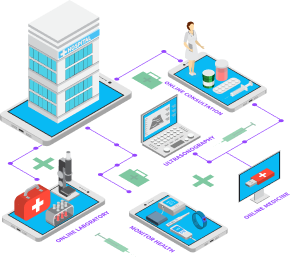 HOSPITAL
ONLINE CONSULTATION
ULTRASONOGRAPHY
ONLINE MEDICINE
ONLINE LABORATORY
MONITOR HEALTH